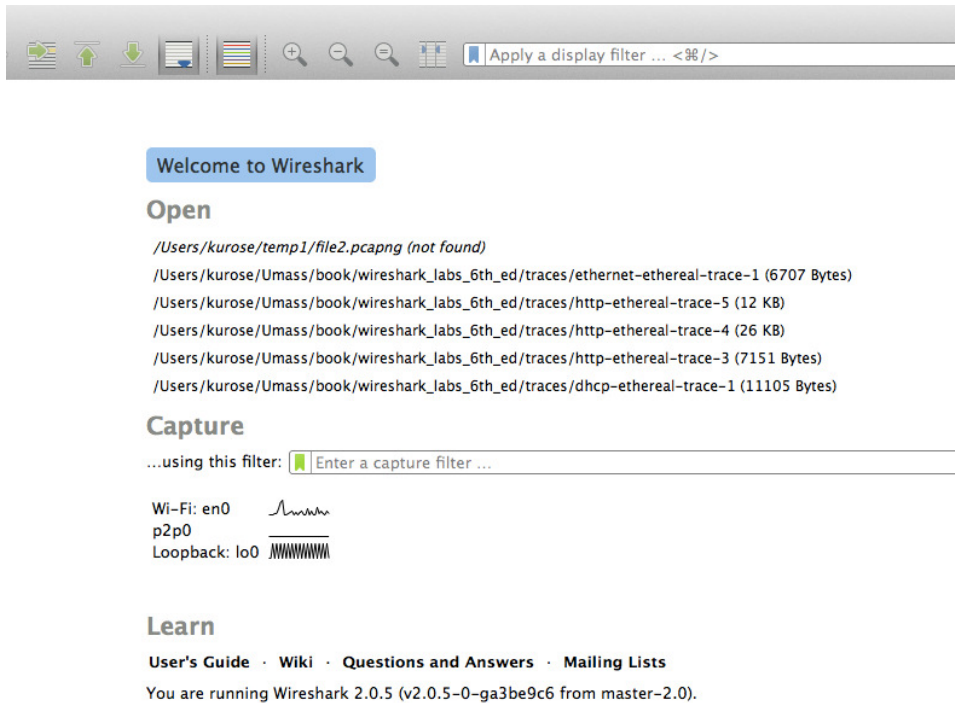 Apply a display filter ... <⌘/>
Welcome to Wireshark
Open
/Users/kurose/temp1/file2.pcapng (not found)
/Users/kurose/Umass/book/wireshark_labs_6th_ed/traces/ethernet-ethereal-trace-1 (6707 Bytes)
/Users/kurose/Umass/book/wireshark_labs_6th_ed/traces/http-ethereal-trace-5 (12 KB)
/Users/kurose/Umass/book/wireshark_labs_6th_ed/traces/http-ethereal-trace-4 (26 KB)
/Users/kurose/Umass/book/wireshark_labs_6th_ed/traces/http-ethereal-trace-3 (7151 Bytes)
/Users/kurose/Umass/book/wireshark_labs_6th_ed/traces/dhcp-ethereal-trace-1 (11105 Bytes)
Capture
...using this filter: Enter a capture filter ...
Wi-Fi: en0
p2p0
Loopback: lo0
Learn
User's Guide · Wiki · Questions and Answers · Mailing Lists
You are running Wireshark 2.0.5 (v2.0.5-0-ga3be9c6 from master-2.0).